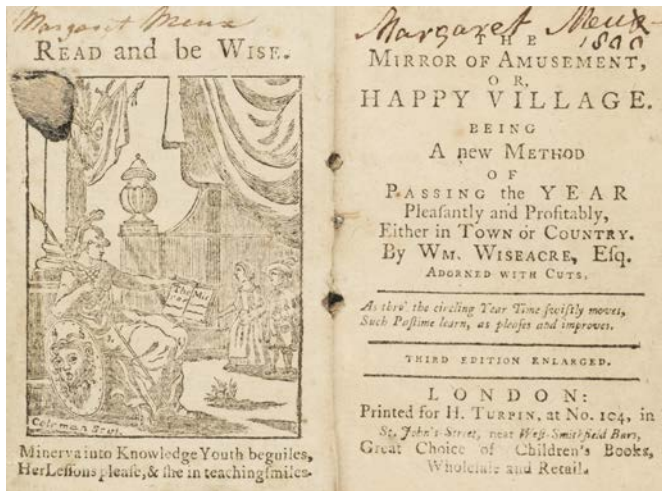 Margaret Meux
READ and be WISE.
The Mir
ror
Coleman Scul.
Minerva into Knowledge Youth beguiles,
Her Lessons please, & she in teaching smiles.
Margaret Meux
1800
THE
MIRROR OF AMUSEMENT,
OR,
HAPPY VILLAGE.
BEING
A new METHOD
OF
PASSING the YEAR
Pleaſantly and Profitably,
Either in TOWN or COUNTRY.
By WM. WISEACRE, Eſq.
ADORNED WITH CUTS.
As thro' the circling Year Time ſwiftly moves,
Such Paſtime learn, as pleaſes and improves.
THIRD EDITION ENLARGED.
LONDON:
Printed for H. TURPIN, at No. 104, in
St. John's-Street, near Weſt-Smithfield Bars,
Great Choice of Children's Books,
Wholeſale and Retail.